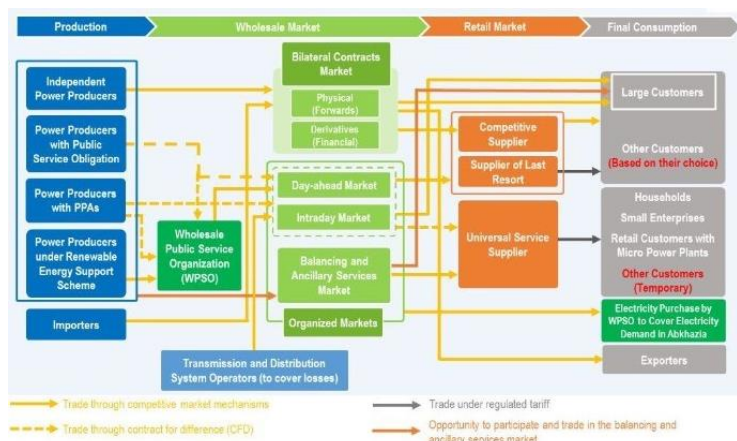 Production
Wholesale Market
Retail Market
Final Consumption
Independent
Power Producers
Power Producers
with Public
Service Obligation
Power Producers
with PPAs
Power Producers
under Renewable
Energy Support
Scheme
Importers
Wholesale
Public Service
Organization
(WPSO)
Bilateral Contracts
Market
Physical
(Forwards)
Derivatives
(Financial)
Day-ahead Market
Intraday Market
Balancing and
Ancillary Services
Market
Organized Markets
Transmission and Distribution
System Operators (to cover losses)
Competitive
Supplier
Supplier of Last
Resort
Universal Service
Supplier
Large Customers
Other Customers
(Based on their choice)
Households
Small Enterprises
Retail Customers with
Micro Power Plants
Other Customers
(Temporary)
Electricity Purchase by
WPSO to Cover Electricity
Demand in Abkhazia
Exporters
Trade through competitive market mechanisms
Trade through contract for difference (CFD)
Trade under regulated tariff
Opportunity to participate and trade in the balancing and
ancillary services market